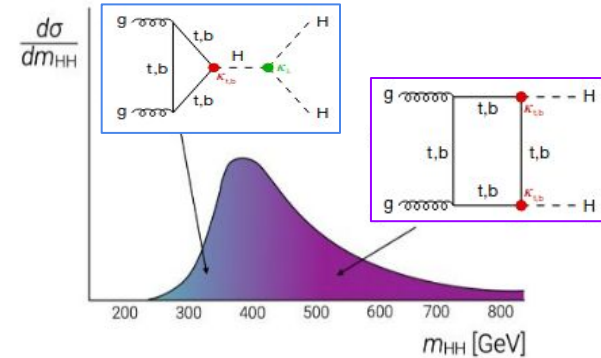 dσ
dmHH
g
t,b
t,b
H
H
κt,b
κλ
t,b
g
H
g
t,b
H
κt,b
t,b
t,b
t,b
κt,b
g
H
200 300 400 500 600 700 800
mHH [GeV]